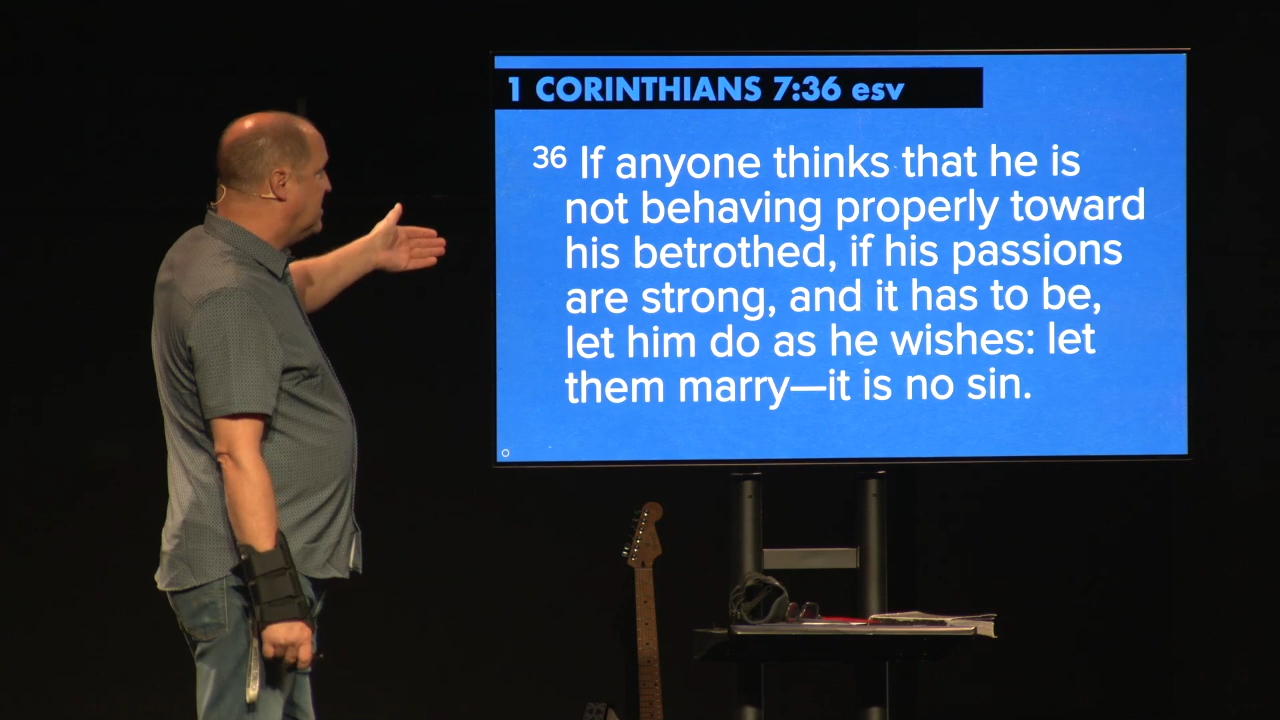 1 CORINTHIANS 7:36 esv
36 If anyone thinks that he is
not behaving properly toward
his betrothed, if his passions
are strong, and it has to be,
let him do as he wishes: let
them marry—it is no sin.